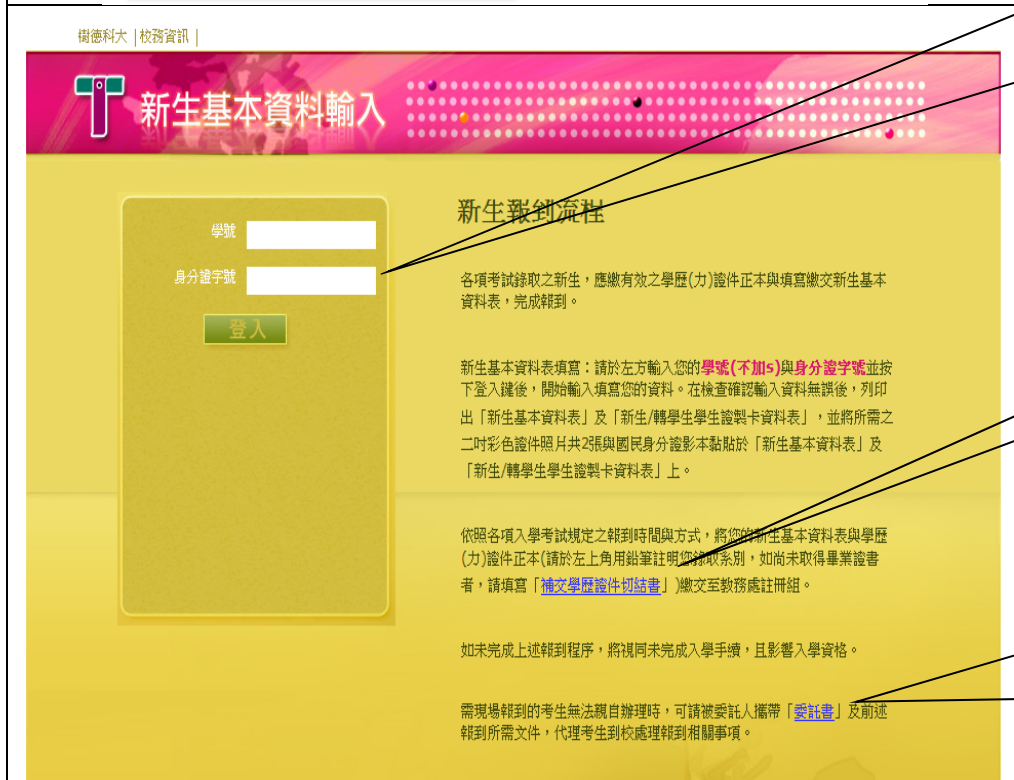 樹德科大 | 校務資訊 |
新生基本資料輸入
學號
身分證字號
登入
新生報到流程
各項考試錄取之新生，應繳有效之學歷(力)證件正本與填寫繳交新生基本
資料表，完成報到。
新生基本資料表填寫：請於左方輸入您的學號(不加s)與身分證字號並按
下登入鍵後，開始輸入填寫您的資料。在檢查確認輸入資料無誤後，列印
出「新生基本資料表」及「新生/轉學生學生證製卡資料表」，並將所需之
二吋彩色證件照片共2張與國民身分證影本黏貼於「新生基本資料表」及
「新生/轉學生學生證製卡資料表」上。
依照各項入學考試規定之報到時間與方式，將您的新生基本資料表與學歷
(力)證件正本(請於左上角用鉛筆註明您錄取系別，如尚未取得畢業證書
者，請填寫「補交學歷證件切結書」)繳交至教務處註冊組。
如未完成上述報到程序，將視同未完成入學手續，且影響入學資格。
需現場報到的考生無法親自辦理時，可請被委託人攜帶「委託書」及前述
報到所需文件，代理考生到校處理報到相關事項。